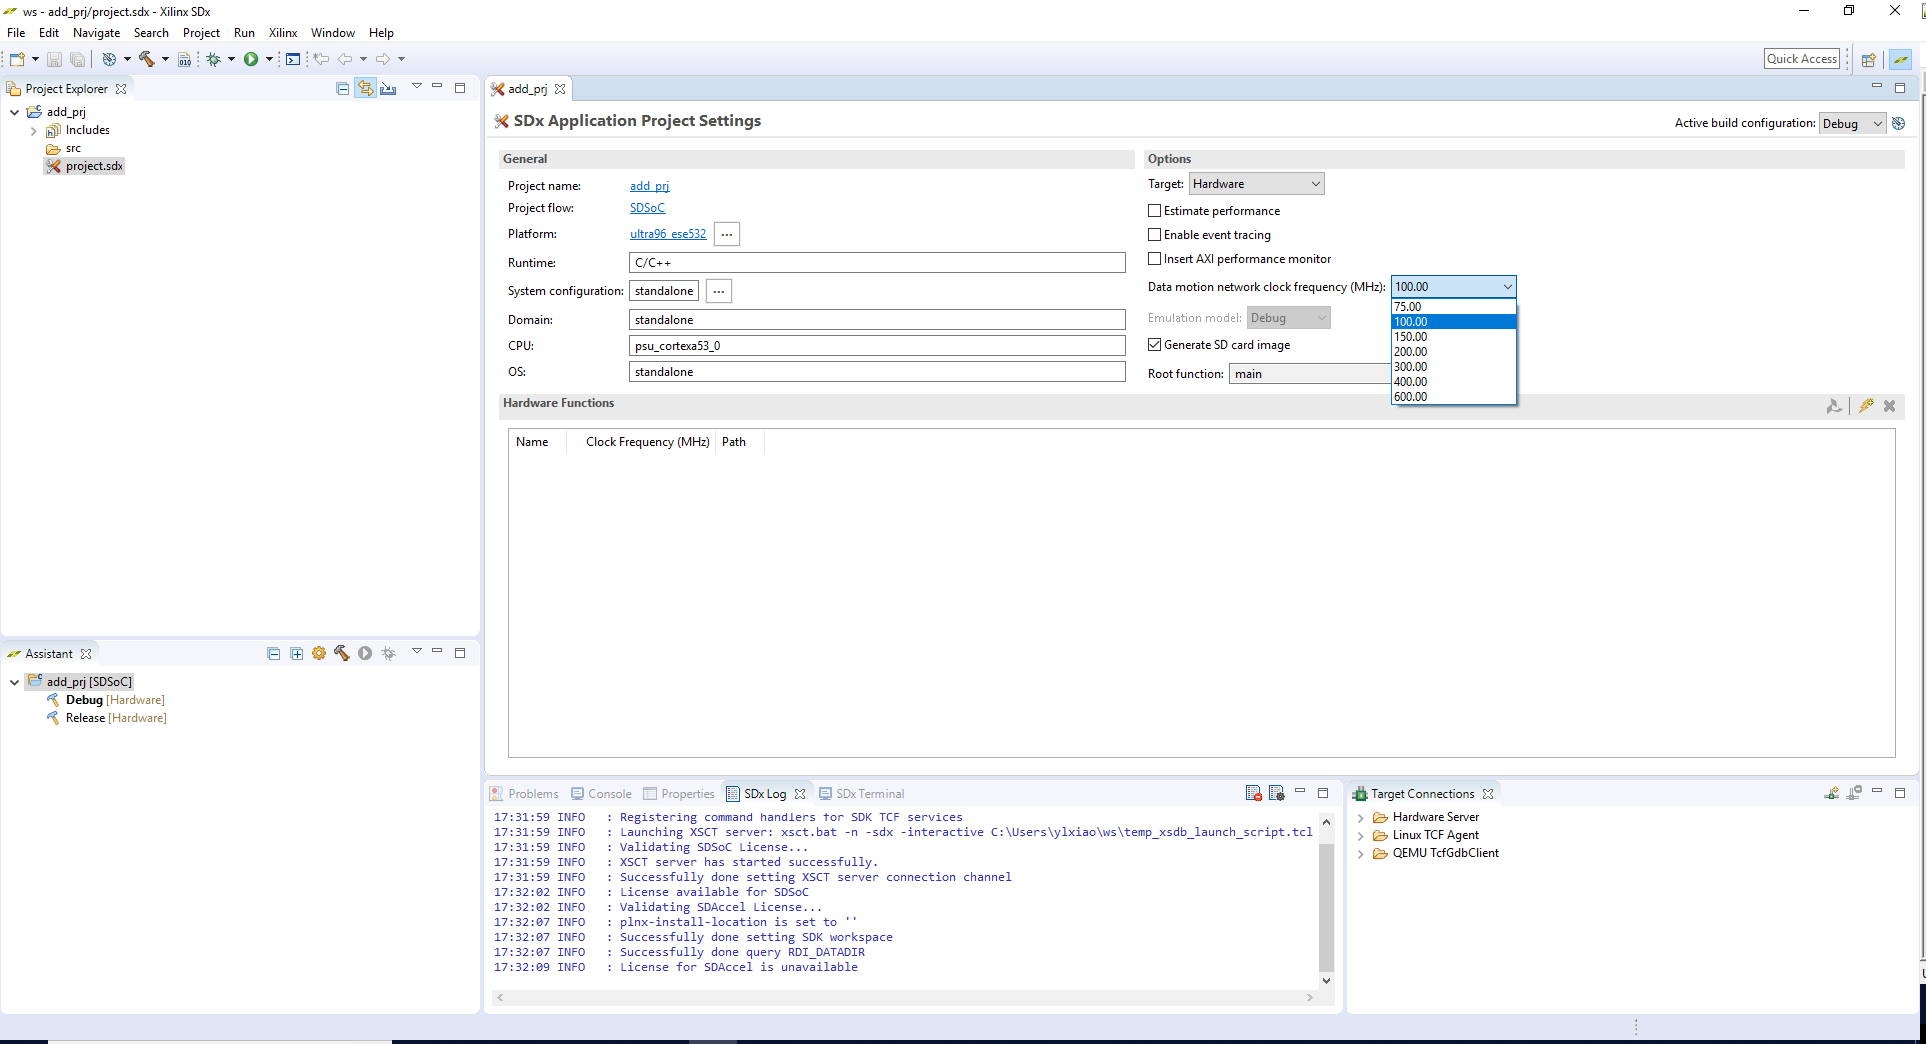 ws - add_prj/project.sdx - Xilinx SDx
File Edit Navigate Search Project Run Xilinx Window Help
Quick Access
Project Explorer
add_prj
Includes
src
project.sdx
Assistant
add_prj [SDSoC]
Debug [Hardware]
Release [Hardware]
add_prj
SDx Application Project Settings
Active build configuration: Debug
General
Project name: add_prj
Project flow: SDSoC
Platform: ultra96_ese532 ...
Runtime: C/C++
System configuration: standalone ...
Domain: standalone
CPU: psu_cortexa53_0
OS: standalone
Options
Target: Hardware
Estimate performance
Enable event tracing
Insert AXI performance monitor
Data motion network clock frequency (MHz): 100.00
75.00
100.00
150.00
200.00
300.00
400.00
600.00
Emulation model: Debug
Generate SD card image
Root function: main
Hardware Functions
Name Clock Frequency (MHz) Path
Problems Console Properties SDx Log SDx Terminal
17:31:59 INFO : Registering command handlers for SDK TCF services
17:31:59 INFO : Launching XSCT server: xsct.bat -n -sdx -interactive C:\Users\ylxiao\ws\temp_xsdb_launch_script.tcl
17:31:59 INFO : Validating SDSoC License...
17:31:59 INFO : XSCT server has started successfully.
17:31:59 INFO : Successfully done setting XSCT server connection channel
17:32:02 INFO : License available for SDSoC
17:32:02 INFO : Validating SDAccel License...
17:32:07 INFO : plnx-install-location is set to ''
17:32:07 INFO : Successfully done setting SDK workspace
17:32:07 INFO : Successfully done query RDI_DATADIR
17:32:09 INFO : License for SDAccel is unavailable
Target Connections
Hardware Server
Linux TCF Agent
QEMU TcfGdbClient